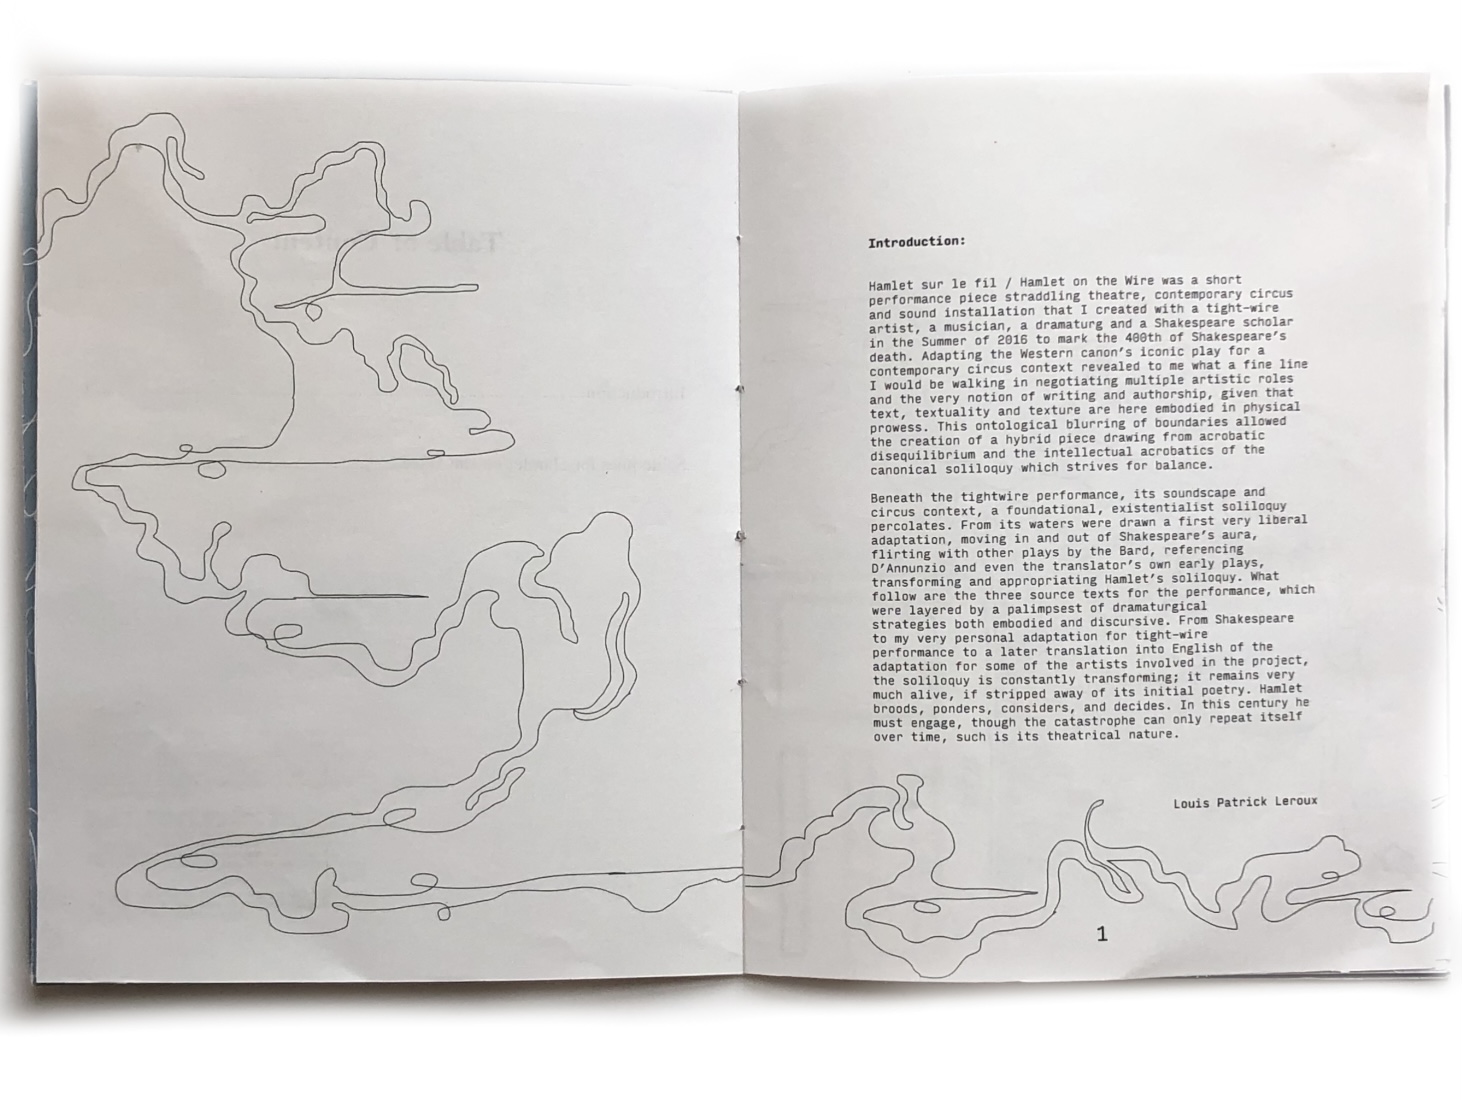 Table of Content
Introduction:
Hamlet sur le fil / Hamlet on the Wire was a short
performance piece straddling theatre, contemporary circus
and sound installation that I created with a tight-wire
artist, a musician, a dramaturg and a Shakespeare scholar
in the Summer of 2016 to mark the 400th of Shakespeare's
death. Adapting the Western canon's iconic play for a
contemporary circus context revealed to me what a fine line
I would be walking in negotiating multiple artistic roles
and the very notion of writing and authorship, given that
text, textuality and texture are here embodied in physical
prowess. This ontological blurring of boundaries allowed
the creation of a hybrid piece drawing from acrobatic
disequilibrium and the intellectual acrobatics of the
canonical soliloquy which strives for balance.
Beneath the tightwire performance, its soundscape and
circus context, a foundational, existentialist soliloquy
percolates. From its waters were drawn a first very liberal
adaptation, moving in and out of Shakespeare's aura,
flirting with other plays by the Bard, referencing
D'Annunzio and even the translator's own early plays,
transforming and appropriating Hamlet's soliloquy. What
follow are the three source texts for the performance, which
were layered by a palimpsest of dramaturgical
strategies both embodied and discursive. From Shakespeare
to my very personal adaptation for tight-wire
performance to a later translation into English of the
adaptation for some of the artists involved in the project,
the soliloquy is constantly transforming; it remains very
much alive, if stripped away of its initial poetry. Hamlet
broods, ponders, considers, and decides. In this century he
must engage, though the catastrophe can only repeat itself
over time, such is its theatrical nature.
Louis Patrick Leroux
1